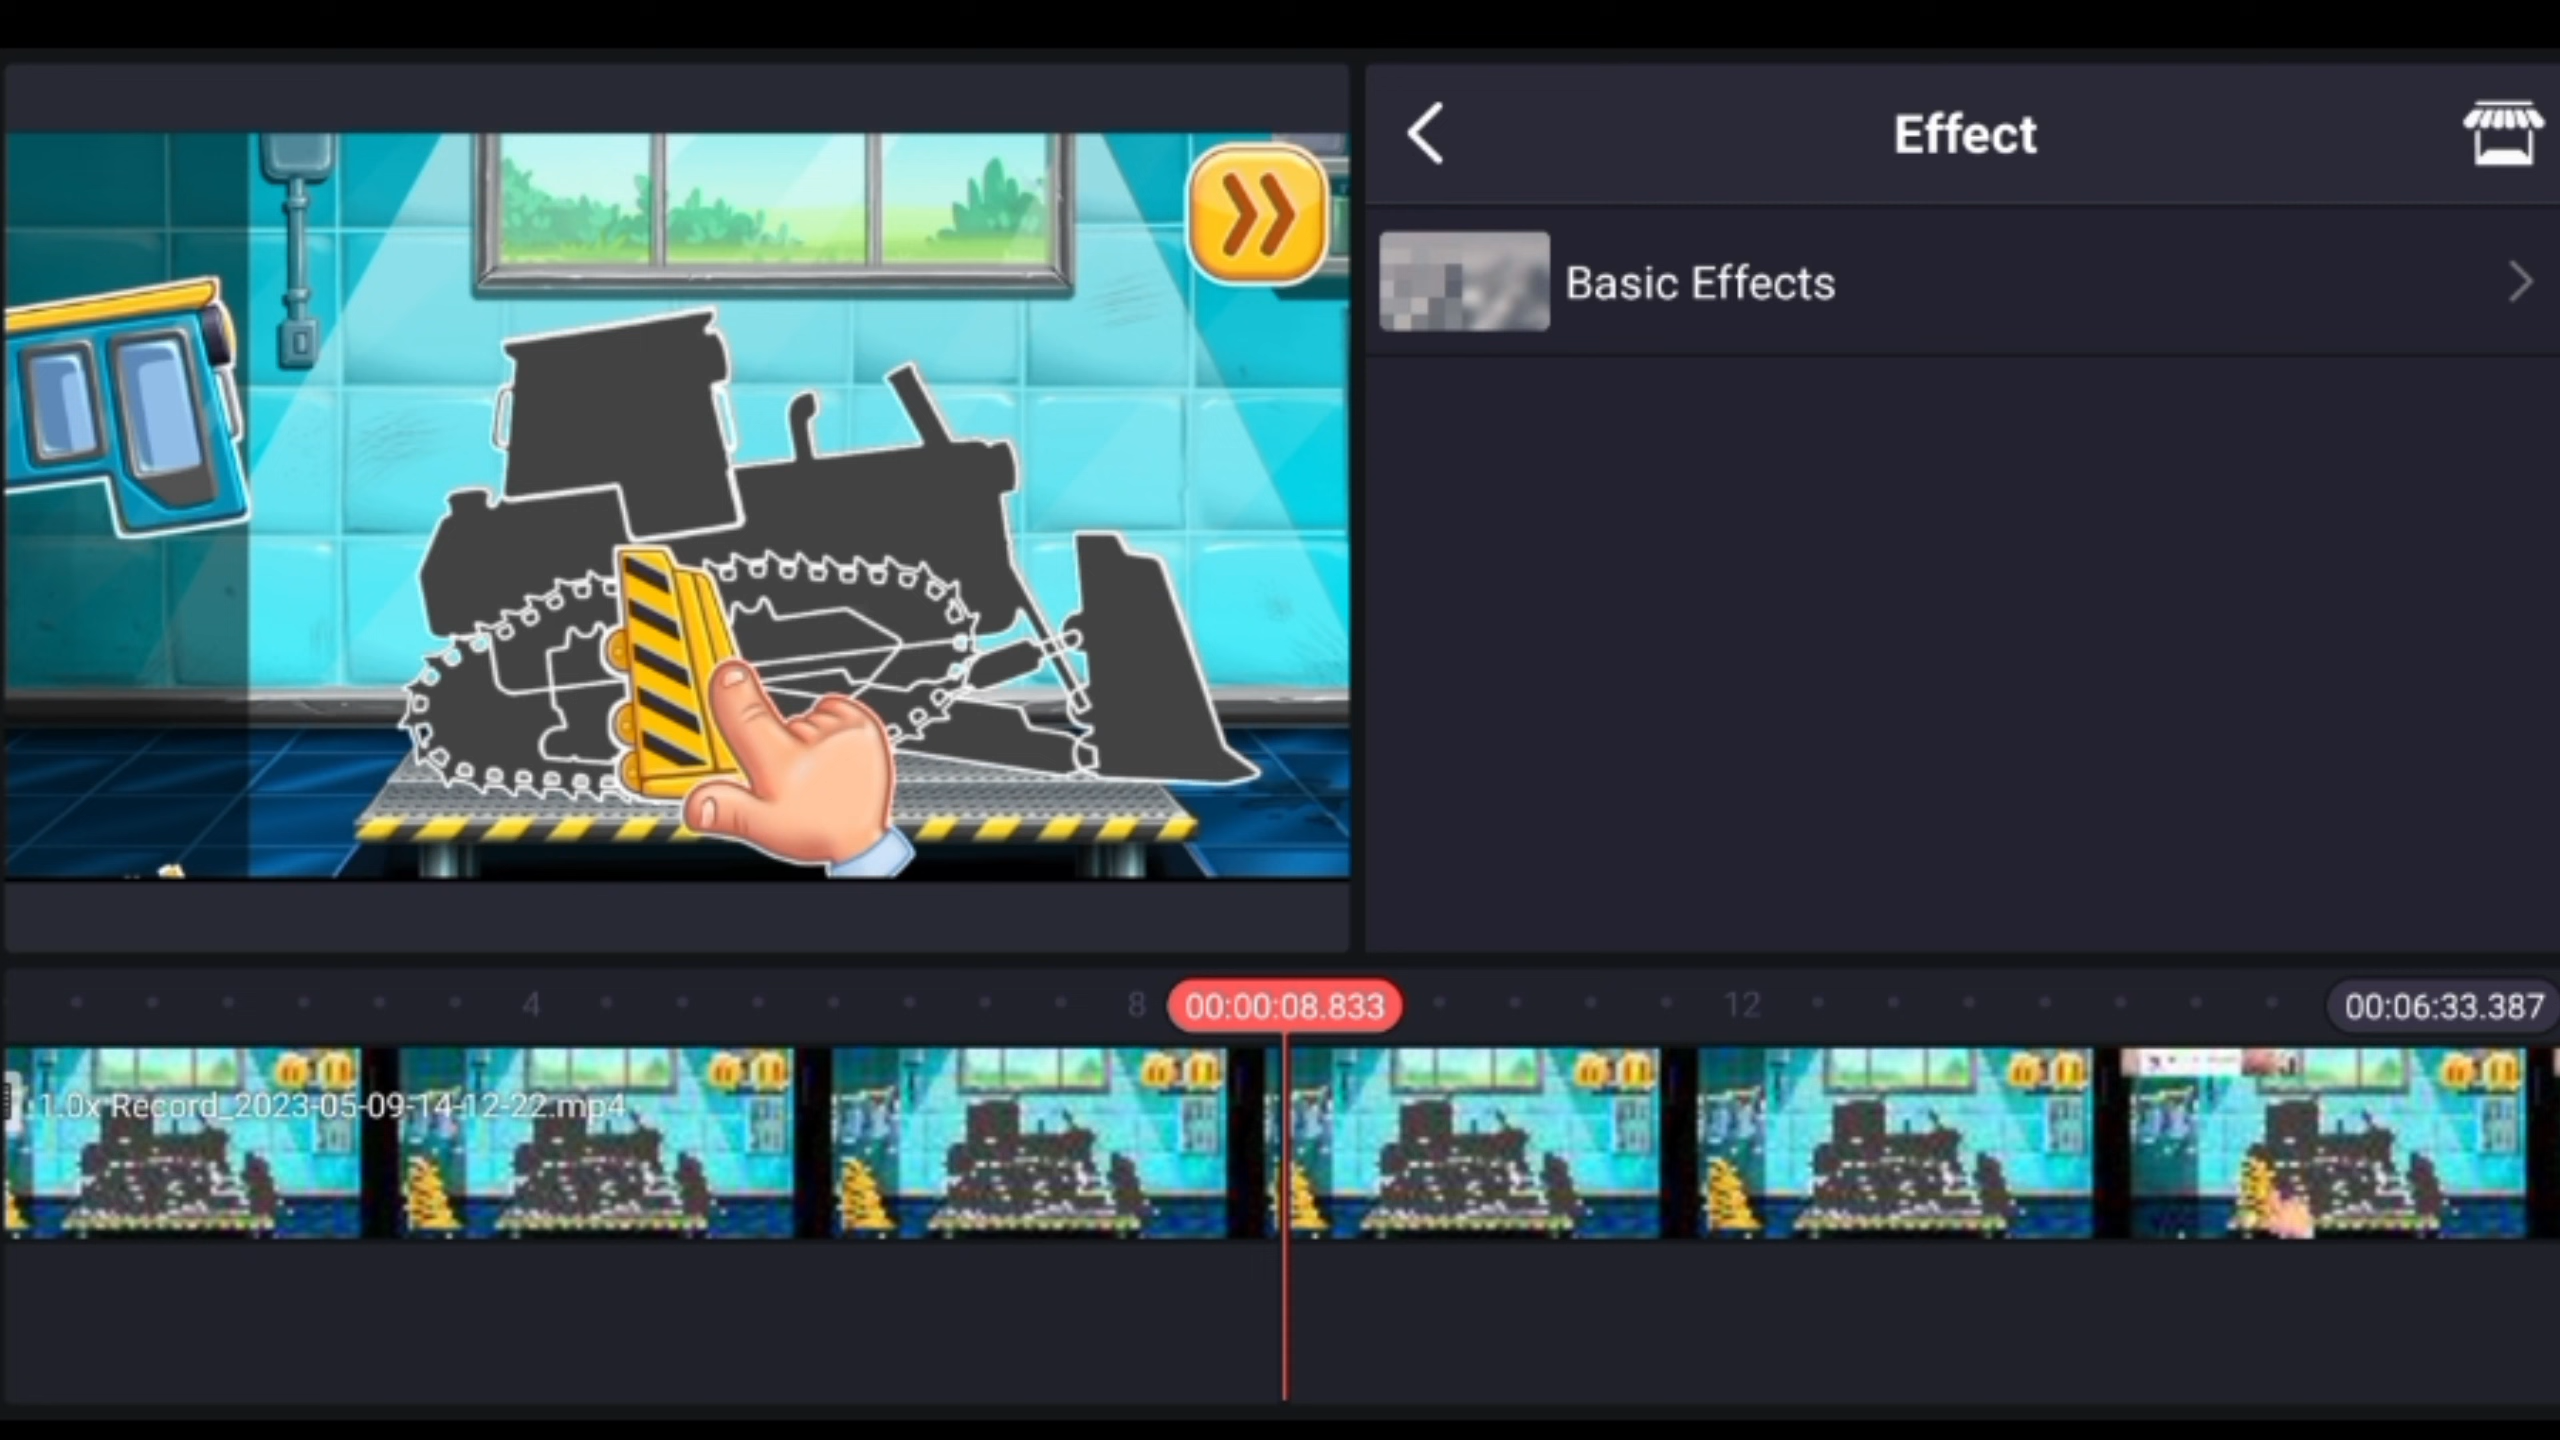 Effect
Basic Effects
4
8
00:00:08.833
12
00:06:33.387
1.0x Record_2023-05-09-14-12-22.mp4